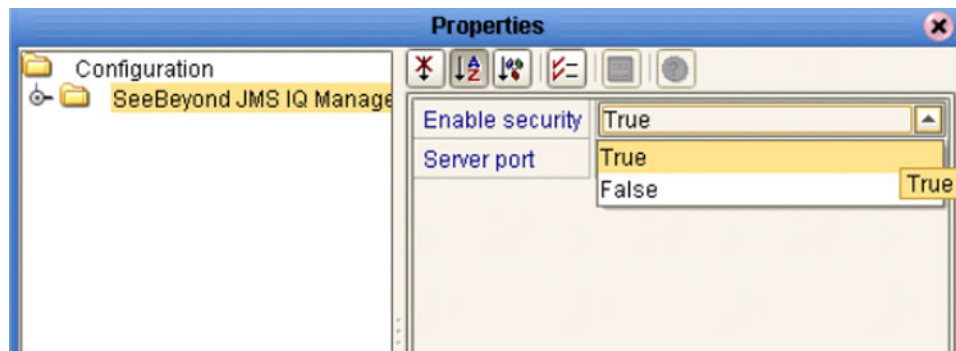 Properties
Configuration
SeeBeyond JMS IQ Manage
Enable security True
Server port True
False
True